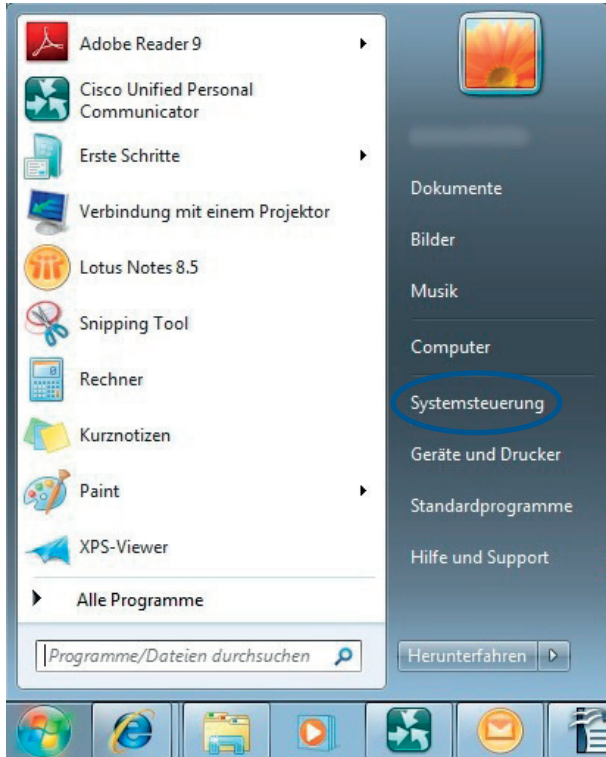 Adobe Reader 9
Cisco Unified Personal
Communicator
Erste Schritte
Verbindung mit einem Projektor
Lotus Notes 8.5
Snipping Tool
Rechner
Kurznotizen
Paint
XPS-Viewer
Alle Programme
Programme/Dateien durchsuchen
Dokumente
Bilder
Musik
Computer
Systemsteuerung
Geräte und Drucker
Standardprogramme
Hilfe und Support
Herunterfahren